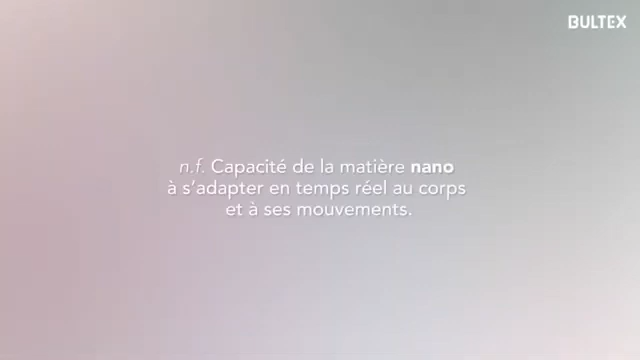 BULTEX
n.f. Capacité de la matière nano
à s’adapter en temps réel au corps
et à ses mouvements.